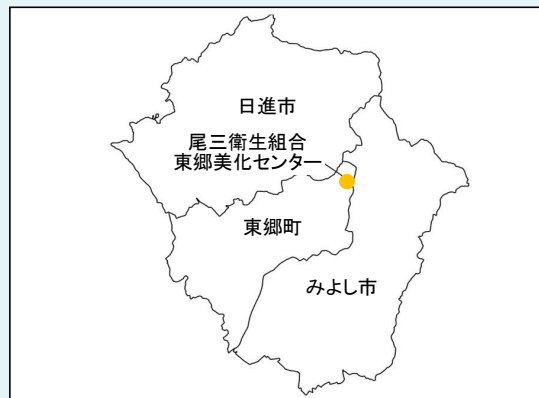 日進市
尾三衛生組合
東郷美化センター
東郷町
みよし市